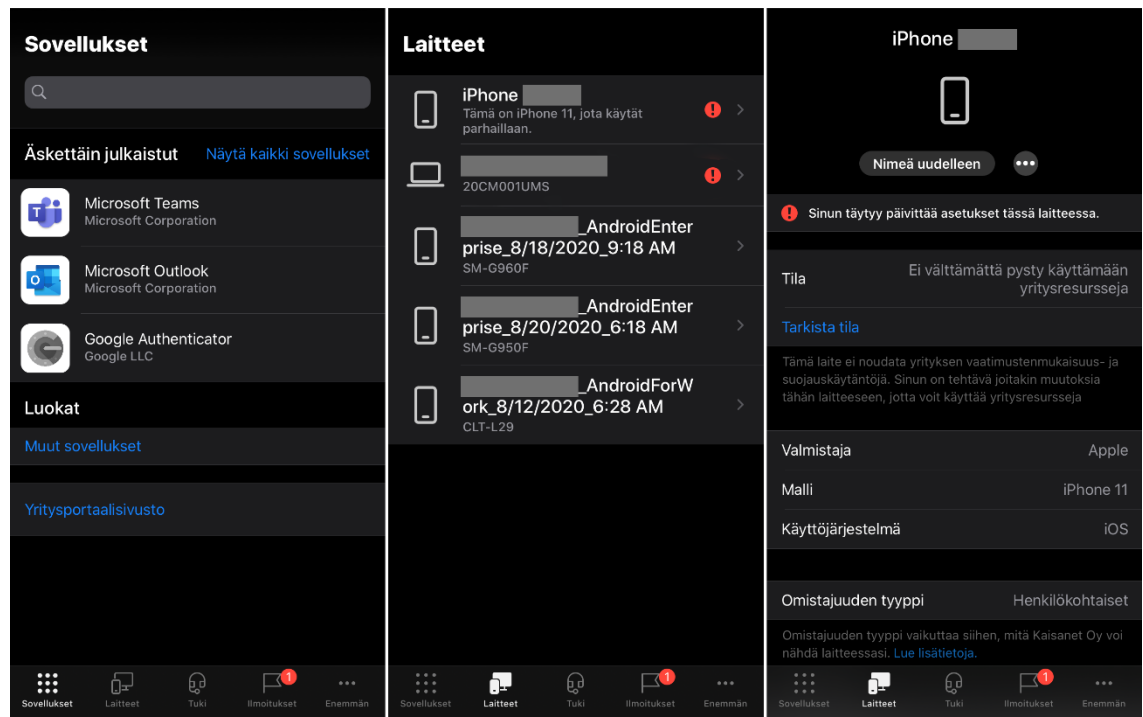 Sovellukset
Äskettäin julkaistut Näytä kaikki sovellukset
Microsoft Teams
Microsoft Corporation
Microsoft Outlook
Microsoft Corporation
Google Authenticator
Google LLC
Luokat
Muut sovellukset
Yritysportaalisivusto
Sovellukset Laitteet Tuki 1 Ilmoitukset Enemmän
Laitteet
iPhone
Tämä on iPhone 11, jota käytät
parhaillaan.
20CM001UMS
_AndroidEnter
prise_8/18/2020_9:18 AM
SM-G960F
_AndroidEnter
prise_8/20/2020_6:18 AM
SM-G950F
_AndroidForW
ork_8/12/2020_6:28 AM
CLT-L29
Sovellukset Laitteet Tuki 1 Ilmoitukset Enemmän
iPhone
Nimeä uudelleen
Sinun täytyy päivittää asetukset tässä laitteessa.
Tila Ei välttämättä pysty käyttämään
yritysresursseja
Tarkista tila
Tämä laite ei noudata yrityksen vaatimustenmukaisuus- ja
suojauskäytäntöjä. Sinun on tehtävä joitakin muutoksia
tähän laitteeseen, jotta voit käyttää yritysresursseja
Valmistaja Apple
Malli iPhone 11
Käyttöjärjestelmä iOS
Omistajuuden tyyppi Henkilökohtaiset
Omistajuuden tyyppi vaikuttaa siihen, mitä Kaisanet Oy voi
nähdä laitteessasi. Lue lisätietoja.
Sovellukset Laitteet Tuki 1 Ilmoitukset Enemmän